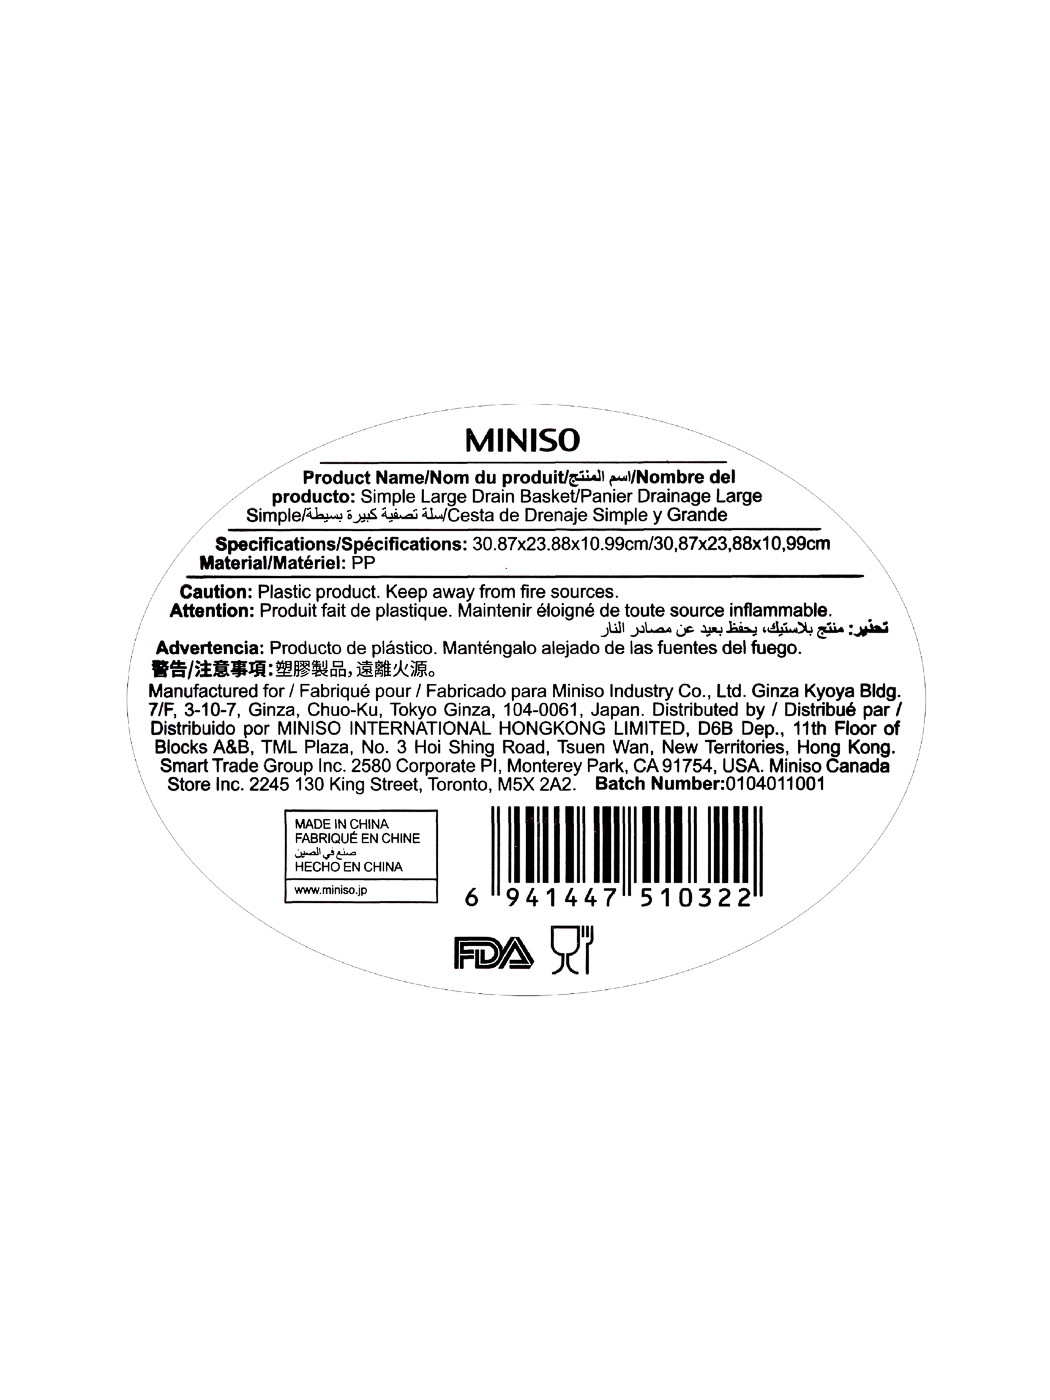 MINISO
Product Name/Nom du produit/اسم المنتج/Nombre del
producto: Simple Large Drain Basket/Panier Drainage Large
Simple/سلة تصفية كبيرة بسيطة/Cesta de Drenaje Simple y Grande
Specifications/Spécifications: 30.87x23.88x10.99cm/30,87x23,88x10,99cm
Material/Matériel: PP
Caution: Plastic product. Keep away from fire sources.
Attention: Produit fait de plastique. Maintenir éloigné de toute source inflammable.
تحذير: منتج بلاستيك، يحفظ بعيد عن مصادر النار
Advertencia: Producto de plástico. Manténgalo alejado de las fuentes del fuego.
警告/注意事項:塑膠製品,遠離火源。
Manufactured for / Fabriqué pour / Fabricado para Miniso Industry Co., Ltd. Ginza Kyoya Bldg.
7/F, 3-10-7, Ginza, Chuo-Ku, Tokyo Ginza, 104-0061, Japan. Distributed by / Distribué par /
Distribuido por MINISO INTERNATIONAL HONGKONG LIMITED, D6B Dep., 11th Floor of
Blocks A&B, TML Plaza, No. 3 Hoi Shing Road, Tsuen Wan, New Territories, Hong Kong.
Smart Trade Group Inc. 2580 Corporate Pl, Monterey Park, CA 91754, USA. Miniso Canada
Store Inc. 2245 130 King Street, Toronto, M5X 2A2. Batch Number:0104011001
MADE IN CHINA
FABRIQUÉ EN CHINE
صنع في الصين
HECHO EN CHINA
www.miniso.jp
6 941447 510322
FDA